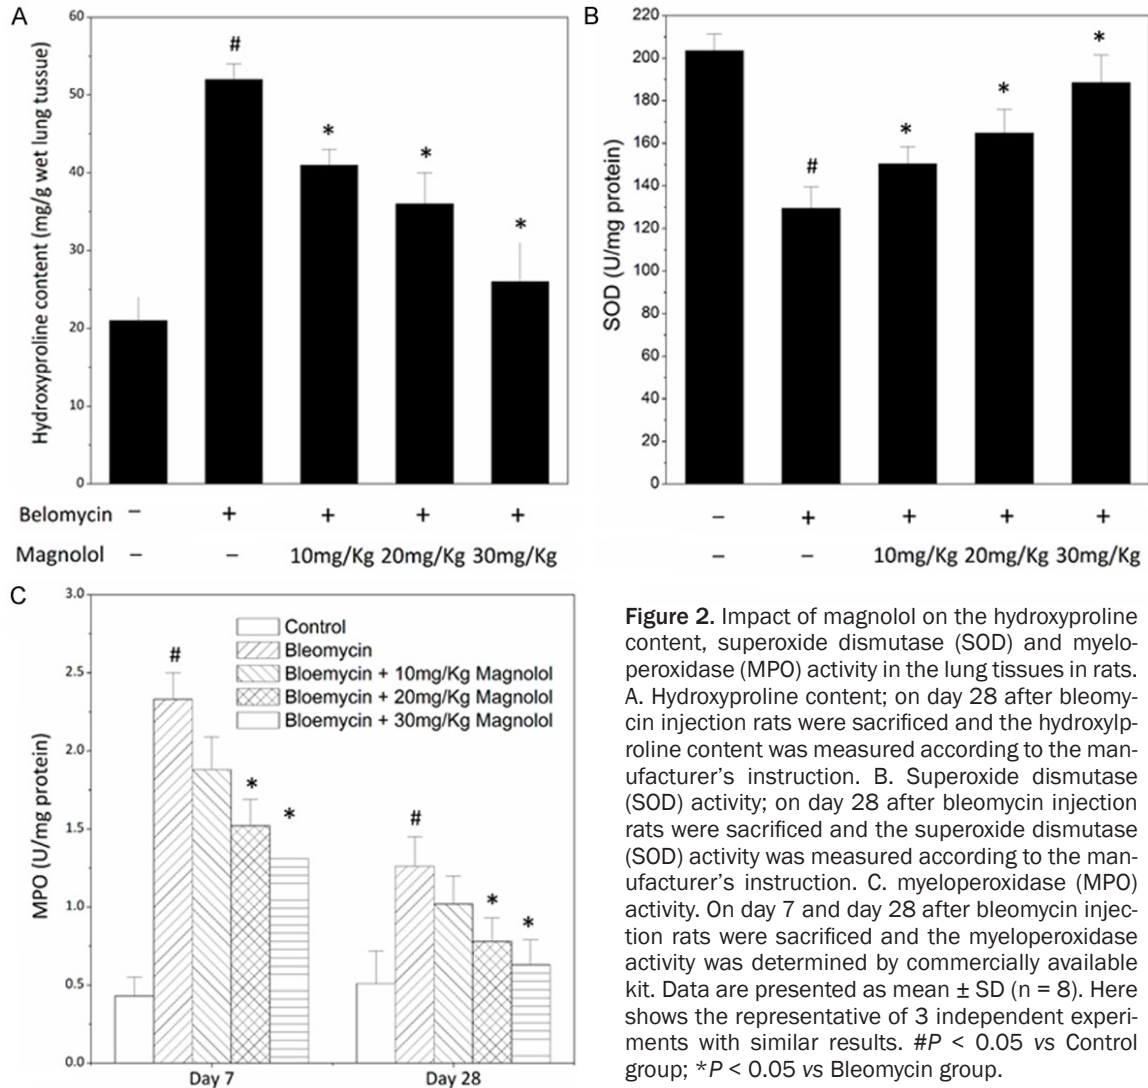 A
60
50
40
30
20
10
0
Hydroxyproline content (mg/g wet lung tussue)
#
*
*
*
Belomycin − + + + +
Magnolol − − 10mg/Kg 20mg/Kg 30mg/Kg
B
220
200
180
160
140
120
100
80
60
40
20
0
SOD (U/mg protein)
#
*
*
*
− + + + +
− − 10mg/Kg 20mg/Kg 30mg/Kg
C
3.0
2.5
2.0
1.5
1.0
0.5
0.0
MPO (U/mg protein)
Control
Bleomycin
Bloemycin + 10mg/Kg Magnolol
Bloemycin + 20mg/Kg Magnolol
Bloemycin + 30mg/Kg Magnolol
#
*
*
#
*
*
Day 7 Day 28
Figure 2. Impact of magnolol on the hydroxyproline
content, superoxide dismutase (SOD) and myelo-
peroxidase (MPO) activity in the lung tissues in rats.
A. Hydroxyproline content; on day 28 after bleomy-
cin injection rats were sacrificed and the hydroxylp-
roline content was measured according to the man-
ufacturer's instruction. B. Superoxide dismutase
(SOD) activity; on day 28 after bleomycin injection
rats were sacrificed and the superoxide dismutase
(SOD) activity was measured according to the man-
ufacturer's instruction. C. myeloperoxidase (MPO)
activity. On day 7 and day 28 after bleomycin injec-
tion rats were sacrificed and the myeloperoxidase
activity was determined by commercially available
kit. Data are presented as mean ± SD (n = 8). Here
shows the representative of 3 independent experi-
ments with similar results. #P < 0.05 vs Control
group; *P < 0.05 vs Bleomycin group.